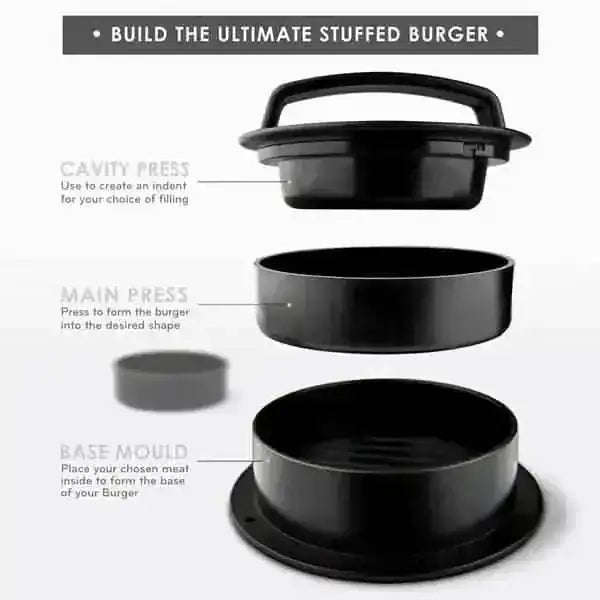 • BUILD THE ULTIMATE STUFFED BURGER •
CAVITY PRESS
Use to create an indent
for your choice of filling
MAIN PRESS
Press to form the burger
into the desired shape
BASE MOULD
Place your chosen meat
inside to form the base
of your Burger